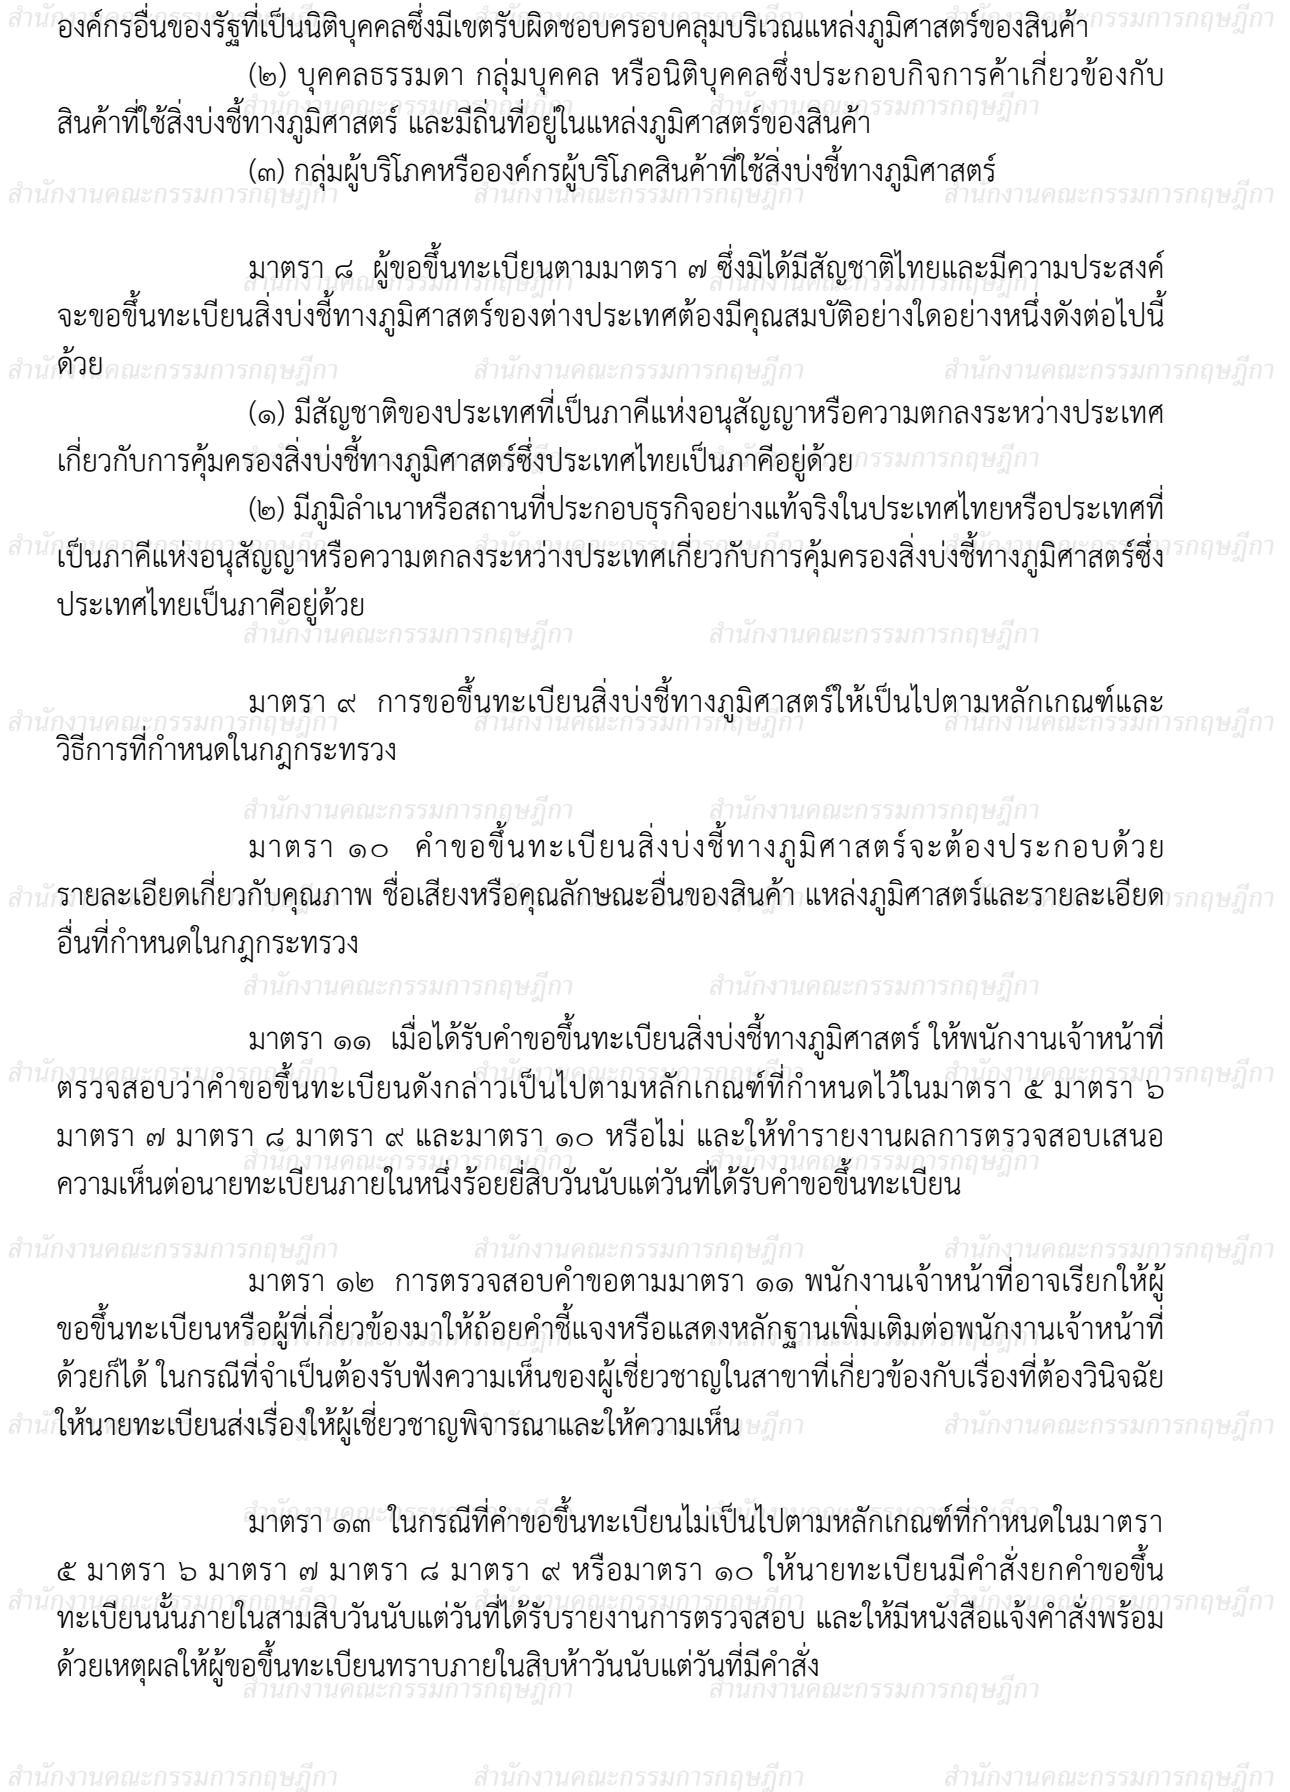 องค์กรอื่นของรัฐที่เป็นนิติบุคคลซึ่งมีเขตรับผิดชอบครอบคลุมบริเวณแหล่งภูมิศาสตร์ของสินค้า
(๒) บุคคลธรรมดา กลุ่มบุคคล หรือนิติบุคคลซึ่งประกอบกิจการค้าเกี่ยวข้องกับ
สินค้าที่ใช้สิ่งบ่งชี้ทางภูมิศาสตร์ และมีถิ่นที่อยู่ในแหล่งภูมิศาสตร์ของสินค้า
(๓) กลุ่มผู้บริโภคหรือองค์กรผู้บริโภคสินค้าที่ใช้สิ่งบ่งชี้ทางภูมิศาสตร์
มาตรา ๘ ผู้ขอขึ้นทะเบียนตามมาตรา ๗ ซึ่งมิได้มีสัญชาติไทยและมีความประสงค์
จะขอขึ้นทะเบียนสิ่งบ่งชี้ทางภูมิศาสตร์ของต่างประเทศต้องมีคุณสมบัติอย่างใดอย่างหนึ่งดังต่อไปนี้
ด้วย
(๑) มีสัญชาติของประเทศที่เป็นภาคีแห่งอนุสัญญาหรือความตกลงระหว่างประเทศ
เกี่ยวกับการคุ้มครองสิ่งบ่งชี้ทางภูมิศาสตร์ซึ่งประเทศไทยเป็นภาคีอยู่ด้วย
(๒) มีภูมิลำเนาหรือสถานที่ประกอบธุรกิจอย่างแท้จริงในประเทศไทยหรือประเทศที่
เป็นภาคีแห่งอนุสัญญาหรือความตกลงระหว่างประเทศเกี่ยวกับการคุ้มครองสิ่งบ่งชี้ทางภูมิศาสตร์ซึ่ง
ประเทศไทยเป็นภาคีอยู่ด้วย
มาตรา ๙ การขอขึ้นทะเบียนสิ่งบ่งชี้ทางภูมิศาสตร์ให้เป็นไปตามหลักเกณฑ์และ
วิธีการที่กำหนดในกฎกระทรวง
มาตรา ๑๐ คำขอขึ้นทะเบียนสิ่งบ่งชี้ทางภูมิศาสตร์จะต้องประกอบด้วย
รายละเอียดเกี่ยวกับคุณภาพ ชื่อเสียงหรือคุณลักษณะอื่นของสินค้า แหล่งภูมิศาสตร์และรายละเอียด
อื่นที่กำหนดในกฎกระทรวง
มาตรา ๑๑ เมื่อได้รับคำขอขึ้นทะเบียนสิ่งบ่งชี้ทางภูมิศาสตร์ ให้พนักงานเจ้าหน้าที่
ตรวจสอบว่าคำขอขึ้นทะเบียนดังกล่าวเป็นไปตามหลักเกณฑ์ที่กำหนดไว้ในมาตรา ๕ มาตรา ๖
มาตรา ๗ มาตรา ๘ มาตรา ๙ และมาตรา ๑๐ หรือไม่ และให้ทำรายงานผลการตรวจสอบเสนอ
ความเห็นต่อนายทะเบียนภายในหนึ่งร้อยยี่สิบวันนับแต่วันที่ได้รับคำขอขึ้นทะเบียน
มาตรา ๑๒ การตรวจสอบคำขอตามมาตรา ๑๑ พนักงานเจ้าหน้าที่อาจเรียกให้ผู้
ขอขึ้นทะเบียนหรือผู้ที่เกี่ยวข้องมาให้ถ้อยคำชี้แจงหรือแสดงหลักฐานเพิ่มเติมต่อพนักงานเจ้าหน้าที่
ด้วยก็ได้ ในกรณีที่จำเป็นต้องรับฟังความเห็นของผู้เชี่ยวชาญในสาขาที่เกี่ยวข้องกับเรื่องที่ต้องวินิจฉัย
ให้นายทะเบียนส่งเรื่องให้ผู้เชี่ยวชาญพิจารณาและให้ความเห็น
มาตรา ๑๓ ในกรณีที่คำขอขึ้นทะเบียนไม่เป็นไปตามหลักเกณฑ์ที่กำหนดในมาตรา
๕ มาตรา ๖ มาตรา ๗ มาตรา ๘ มาตรา ๙ หรือมาตรา ๑๐ ให้นายทะเบียนมีคำสั่งยกคำขอขึ้น
ทะเบียนนั้นภายในสามสิบวันนับแต่วันที่ได้รับรายงานการตรวจสอบ และให้มีหนังสือแจ้งคำสั่งพร้อม
ด้วยเหตุผลให้ผู้ขอขึ้นทะเบียนทราบภายในสิบห้าวันนับแต่วันที่มีคำสั่ง
สำนักงานคณะกรรมการกฤษฎีกา สำนักงานคณะกรรมการกฤษฎีกา สำนักงานคณะกรรมการกฤษฎีกา